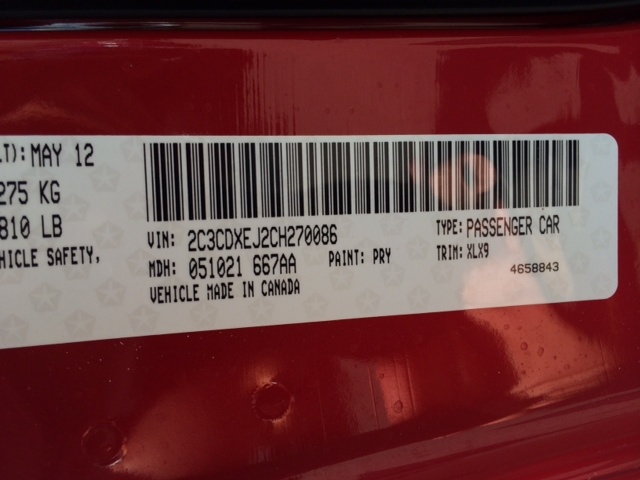 LT): MAY 12
275 KG
810 LB
HICLE SAFETY,
VIN: 2C3CDXEJ2CH270086
TYPE: PASSENGER CAR
MDH: 051021 667AA
PAINT: PRY
TRIM: XLX9
VEHICLE MADE IN CANADA
4658843